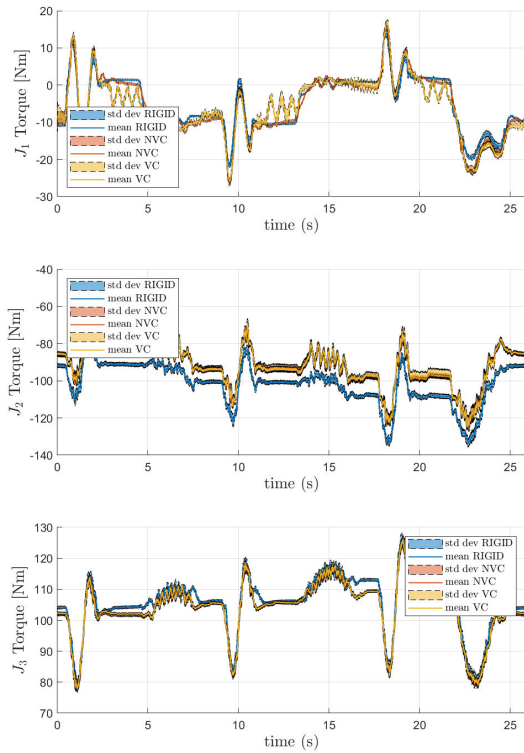 20
10
0
-10
-20
-30
J1 Torque [Nm]
std dev RIGID
mean RIGID
std dev NVC
mean NVC
std dev VC
mean VC
0 5 10 15 20 25
time (s)
-40
-60
-80
-100
-120
-140
J2 Torque [Nm]
std dev RIGID
mean RIGID
std dev NVC
mean NVC
std dev VC
mean VC
0 5 10 15 20 25
time (s)
130
120
110
100
90
80
70
60
J3 Torque [Nm]
std dev RIGID
mean RIGID
std dev NVC
mean NVC
std dev VC
mean VC
0 5 10 15 20 25
time (s)